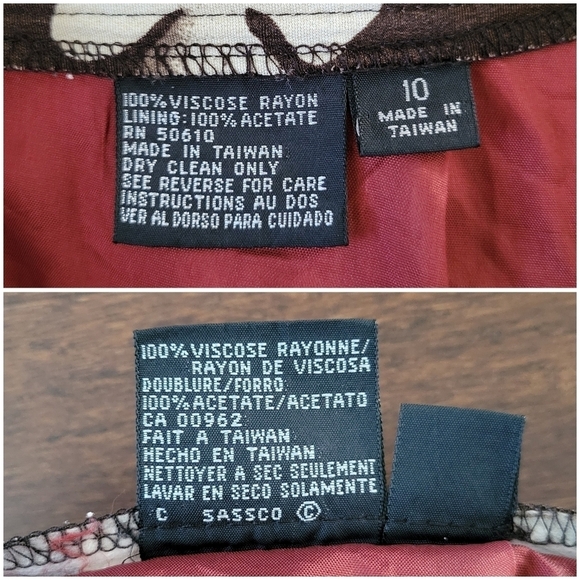 100% VISCOSE RAYON
LINING: 100% ACETATE
RN 50610
MADE IN TAIWAN
DRY CLEAN ONLY
SEE REVERSE FOR CARE
INSTRUCTIONS AU DOS
VER AL DORSO PARA CUIDADO
10
MADE IN
TAIWAN
100% VISCOSE RAYONNE/
RAYON DE VISCOSA
DOUBLURE/FORRO
100% ACETATE/ACETATO
CA 00962
FAIT A TAIWAN
HECHO EN TAIWAN
NETTOYER A SEC SEULEMENT
LAVAR EN SECO SOLAMENTE
C SASSCO ©